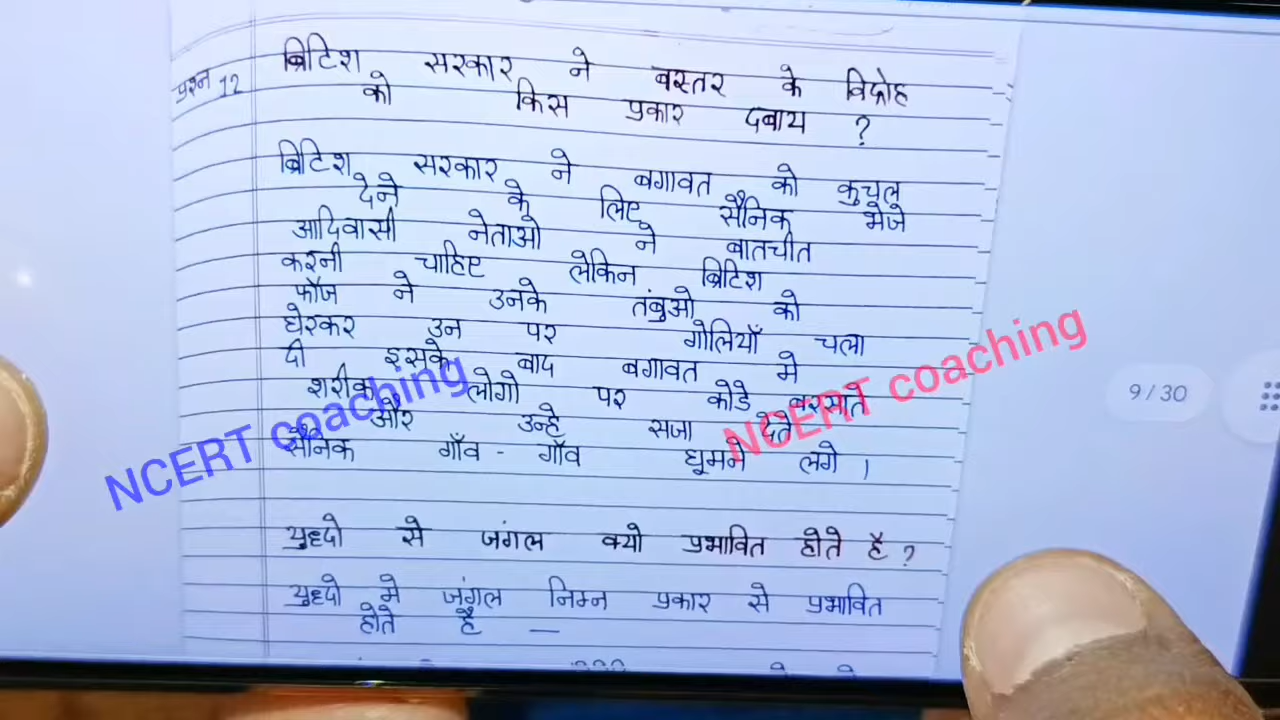 प्रश्न 12
ब्रिटिश सरकार ने बस्तर के विद्रोह
को किस प्रकार दबाय ?
ब्रिटिश सरकार ने बगावत को कुचल
देने के लिए सैनिक भेजे
आदिवासी नेताओ ने बातचीत
करनी चाहिए लेकिन ब्रिटिश
फौज ने उनके तंबुओ को
घेरकर उन पर गोलियाँ चला
दी इसके बाद बगावत मे
शरीक लोगो पर कोडे बरसाते
और उन्हे सजा देते
सैनिक गाँव - गाँव घूमने लगे ।
NCERT coaching
NCERT coaching
9/30
युद्दो से जंगल क्यो प्रभावित होते है ?
युद्दो मे जंगल निम्न प्रकार से प्रभावित
होते है —